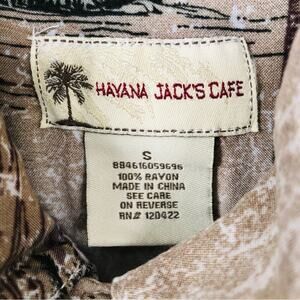 HAVANA JACK'S CAFE
S
884616059696
100% RAYON
MADE IN CHINA
SEE CARE
ON REVERSE
RN# 120422